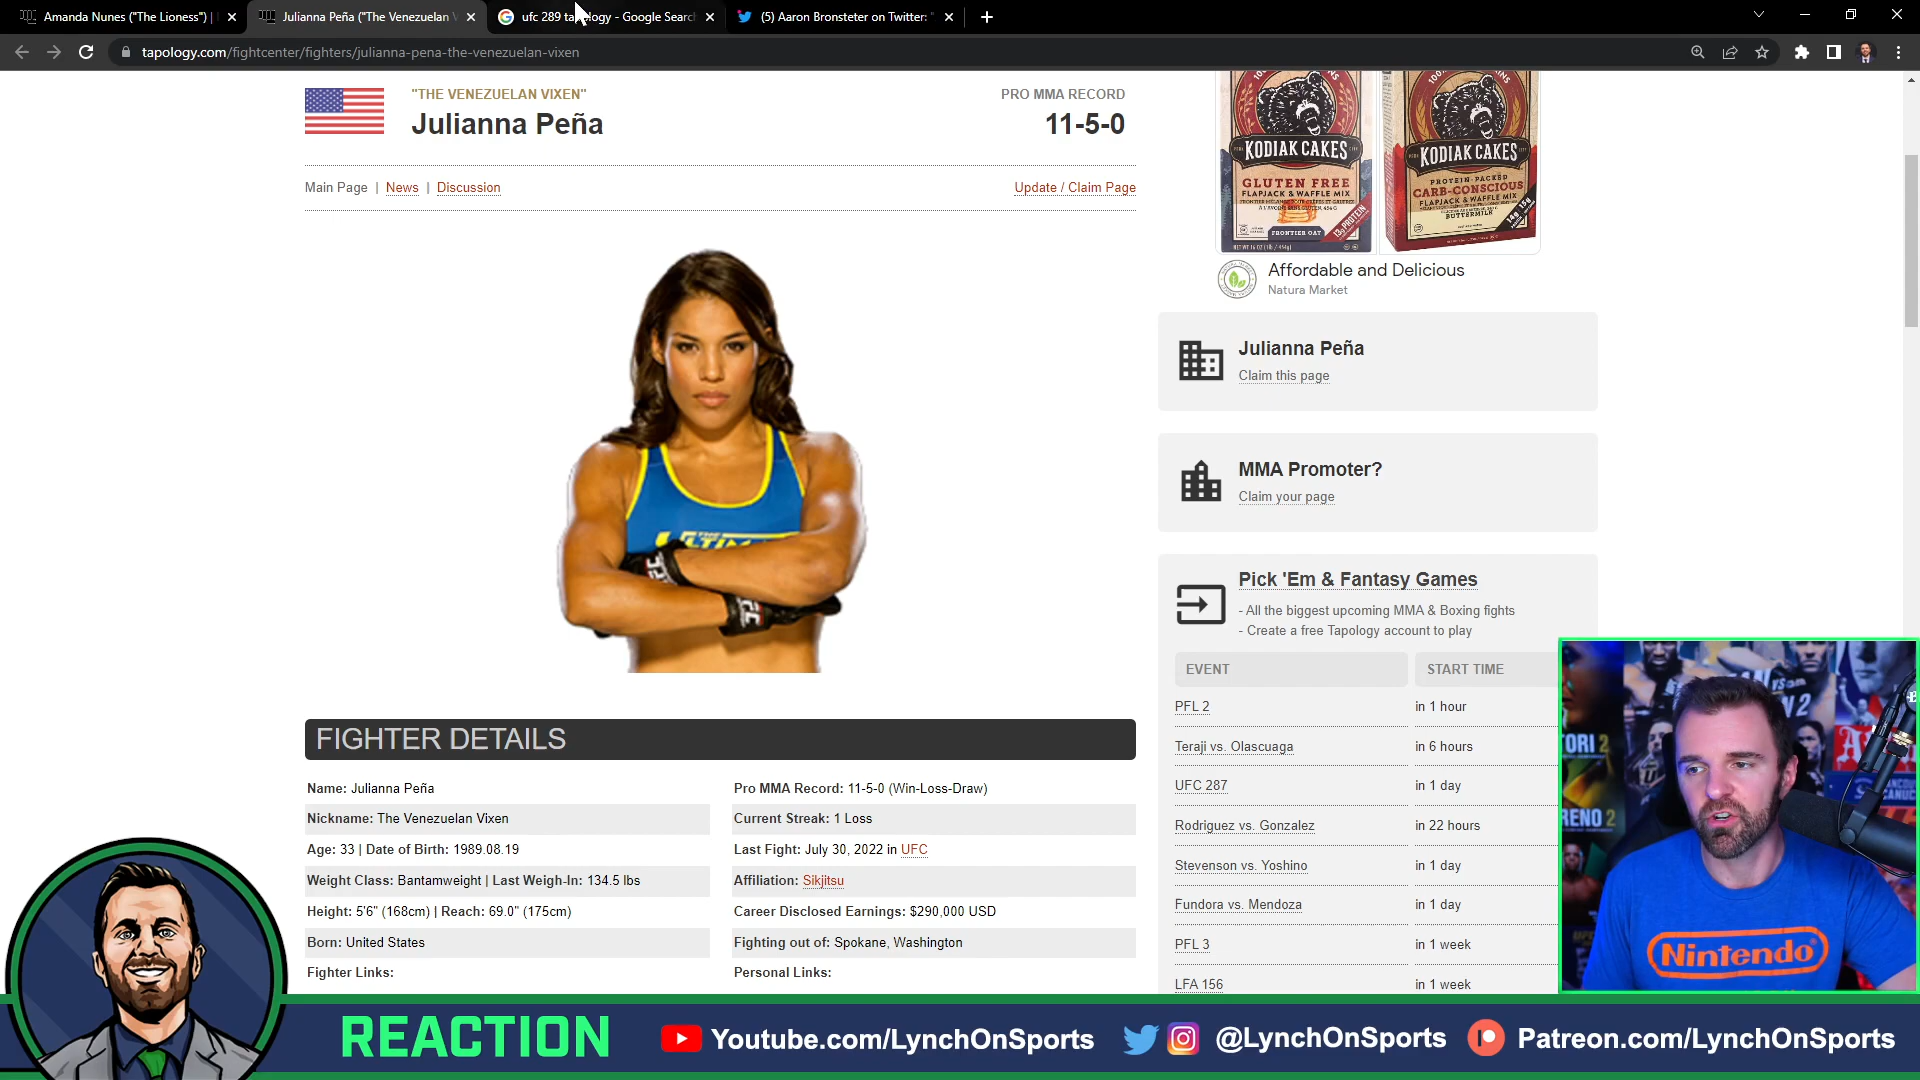 Amanda Nunes ("The Lioness") |
Julianna Peña ("The Venezuelan V
ufc 289 tapology - Google Searc
(5) Aaron Bronsteter on Twitter: "
tapology.com/fightcenter/fighters/julianna-pena-the-venezuelan-vixen
"THE VENEZUELAN VIXEN"
PRO MMA RECORD
Julianna Peña
11-5-0
Main Page | News | Discussion
Update / Claim Page
KODIAK CAKES
GLUTEN FREE
FLAPJACK & WAFFLE MIX
FRONTIER OAT
KODIAK CAKES
PROTEIN-PACKED
CARB-CONSCIOUS
FLAPJACK & WAFFLE MIX
BUTTERMILK
Affordable and Delicious
Natura Market
Julianna Peña
Claim this page
MMA Promoter?
Claim your page
Pick 'Em & Fantasy Games
- All the biggest upcoming MMA & Boxing fights
- Create a free Tapology account to play
EVENT
START TIME
PFL 2
in 1 hour
Teraji vs. Olascuaga
in 6 hours
UFC 287
in 1 day
Rodriguez vs. Gonzalez
in 22 hours
Stevenson vs. Yoshino
in 1 day
Fundora vs. Mendoza
in 1 day
PFL 3
in 1 week
LFA 156
in 1 week
FIGHTER DETAILS
Name: Julianna Peña
Pro MMA Record: 11-5-0 (Win-Loss-Draw)
Nickname: The Venezuelan Vixen
Current Streak: 1 Loss
Age: 33 | Date of Birth: 1989.08.19
Last Fight: July 30, 2022 in UFC
Weight Class: Bantamweight | Last Weigh-In: 134.5 lbs
Affiliation: Sikjitsu
Height: 5'6" (168cm) | Reach: 69.0" (175cm)
Career Disclosed Earnings: $290,000 USD
Born: United States
Fighting out of: Spokane, Washington
Fighter Links:
Personal Links:
Nintendo
REACTION
Youtube.com/LynchOnSports
@LynchOnSports
Patreon.com/LynchOnSports